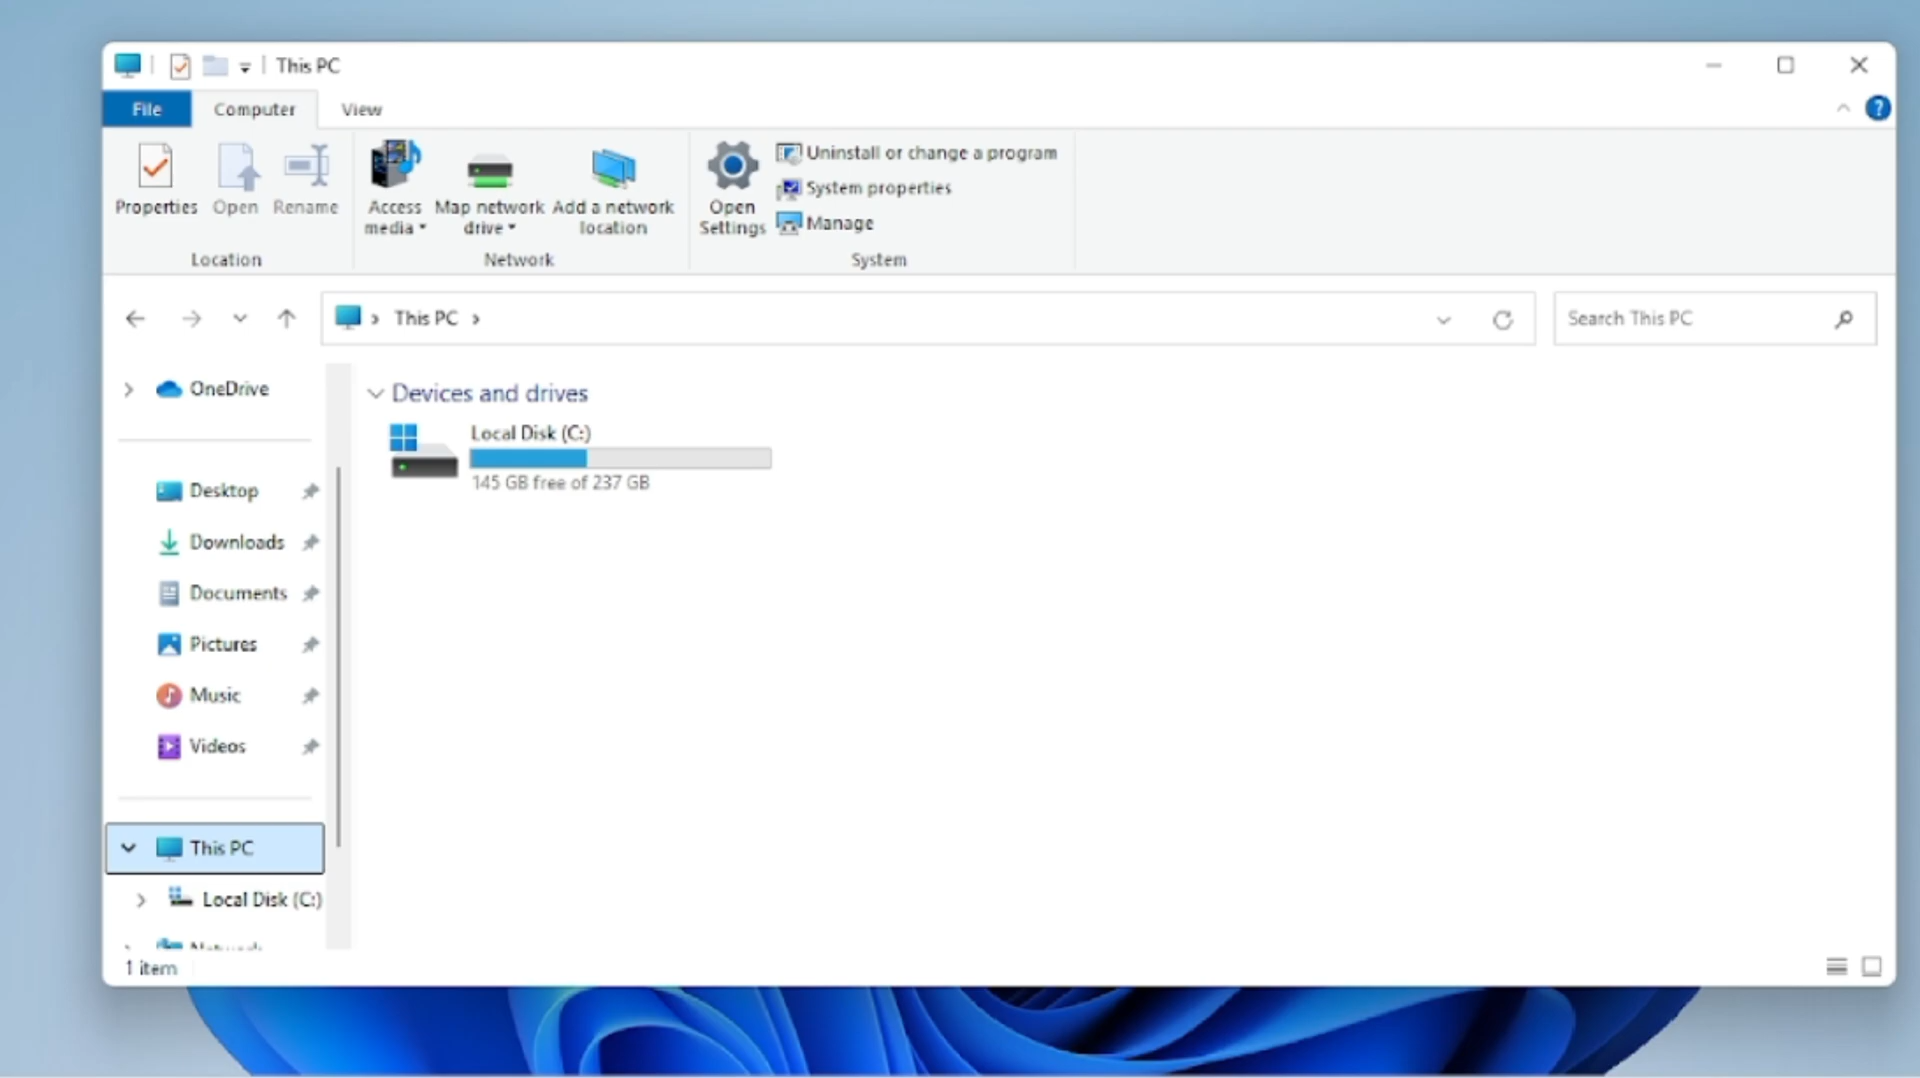 This PC
File Computer View
?
Uninstall or change a program
System properties
Manage
Properties Open Rename
Access media
Map network drive
Add a network location
Open Settings
Location Network System
This PC
Search This PC
OneDrive
Devices and drives
Local Disk (C:)
145 GB free of 237 GB
Desktop
Downloads
Documents
Pictures
Music
Videos
This PC
Local Disk (C:)
1 item